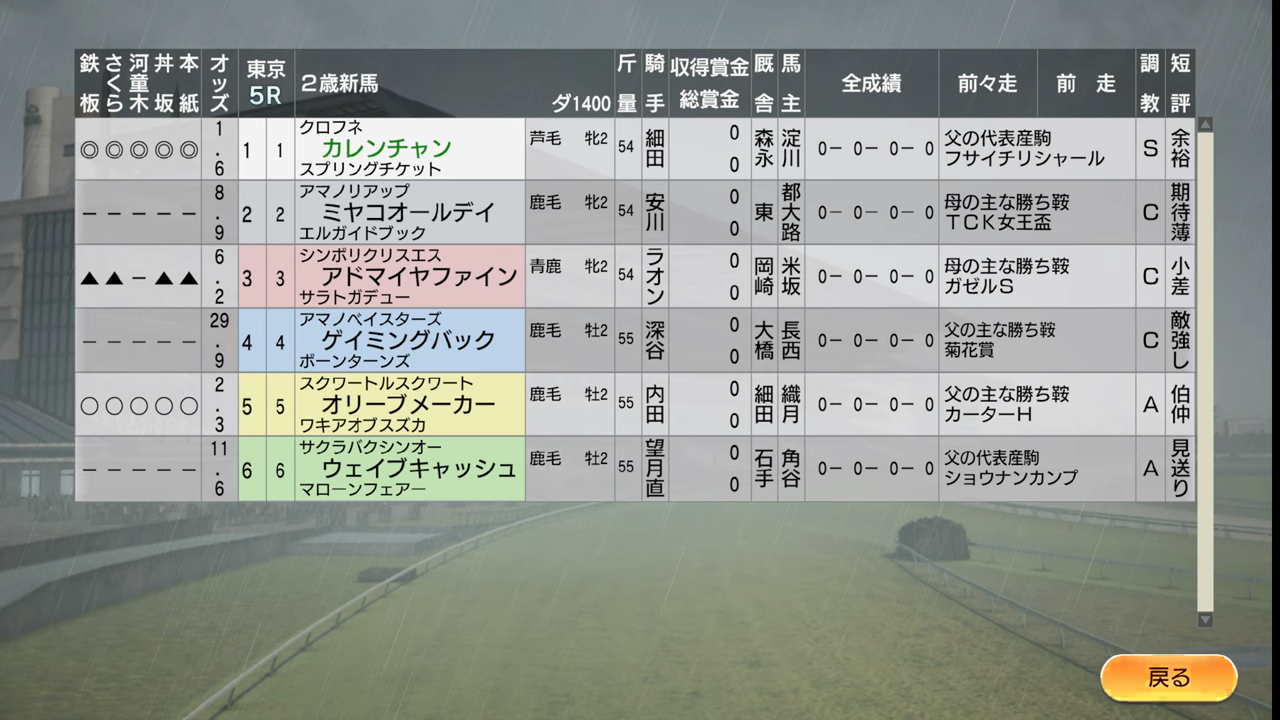 鉄板 さくら 河童木 丼坂 本紙 オッズ 東京 5R 2歳新馬 ダ1400 斤量 騎手 収得賞金 総賞金 厩舎 馬主 全成績 前々走 前 走 調教 短評
◎ ◎ ◎ ◎ ◎ 1.6 1 1 クロフネ
カレンチャン
スプリングチケット
芦毛 牝2 54 細田 0 0 森永 淀川 0- 0- 0- 0 父の代表産駒
フサイチリシャール
S 余裕
- - - - - 8.9 2 2 アマノリアップ
ミヤコオールデイ
エルガイドブック
鹿毛 牝2 54 安川 0 0 東 都大路 0- 0- 0- 0 母の主な勝ち鞍
TCK女王盃
C 期待薄
▲ ▲ - ▲ ▲ 6.2 3 3 シンボリクリスエス
アドマイヤファイン
サラトガデュー
青鹿 牝2 54 ラオン 0 0 岡崎 米坂 0- 0- 0- 0 母の主な勝ち鞍
ガゼルS
C 小差
- - - - - 29.9 4 4 アマノベイスターズ
ゲイミングバック
ボーンターンズ
鹿毛 牡2 55 深谷 0 0 大橋 長西 0- 0- 0- 0 父の主な勝ち鞍
菊花賞
C 敵強し
○ ○ ○ ○ ○ 2.3 5 5 スクワートルスクワート
オリーブメーカー
ワキアオブスズカ
鹿毛 牡2 55 内田 0 0 細田 織月 0- 0- 0- 0 父の主な勝ち鞍
カーターH
A 伯仲
- - - - - 11.6 6 6 サクラバクシンオー
ウェイブキャッシュ
マローンフェアー
鹿毛 牡2 55 望月直 0 0 石手 角谷 0- 0- 0- 0 父の代表産駒
ショウナンカンプ
A 見送り
戻る